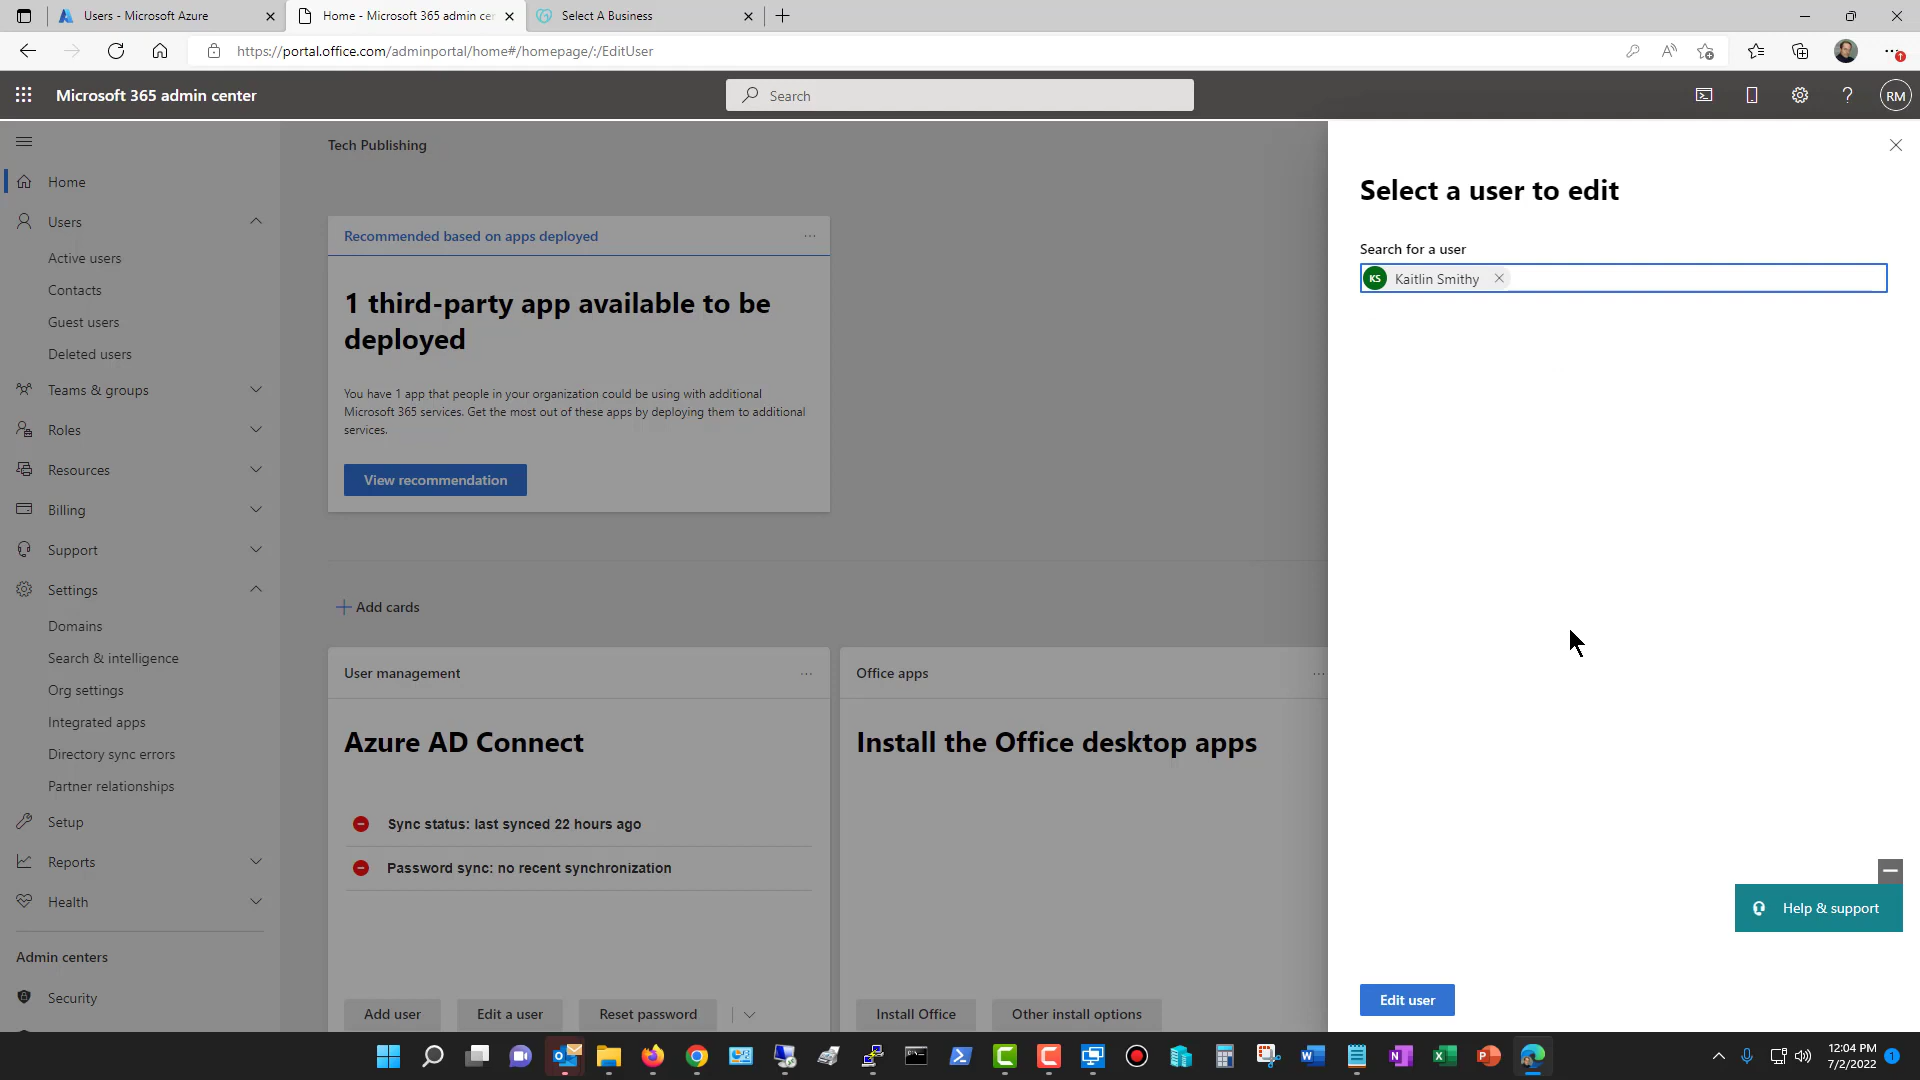 Users - Microsoft Azure
Home - Microsoft 365 admin cer
Select A Business
https://portal.office.com/adminportal/home#/homepage/:/EditUser
Microsoft 365 admin center
Search
RM
Home
Users
Active users
Contacts
Guest users
Deleted users
Teams & groups
Roles
Resources
Billing
Support
Settings
Domains
Search & intelligence
Org settings
Integrated apps
Directory sync errors
Partner relationships
Setup
Reports
Health
Admin centers
Security
Tech Publishing
Recommended based on apps deployed
1 third-party app available to be
deployed
You have 1 app that people in your organization could be using with additional
Microsoft 365 services. Get the most out of these apps by deploying them to additional
services.
View recommendation
Add cards
User management
Azure AD Connect
Sync status: last synced 22 hours ago
Password sync: no recent synchronization
Add user
Edit a user
Reset password
Office apps
Install the Office desktop apps
Install Office
Other install options
Select a user to edit
Search for a user
KS Kaitlin Smithy
Help & support
Edit user
12:04 PM
7/2/2022
1